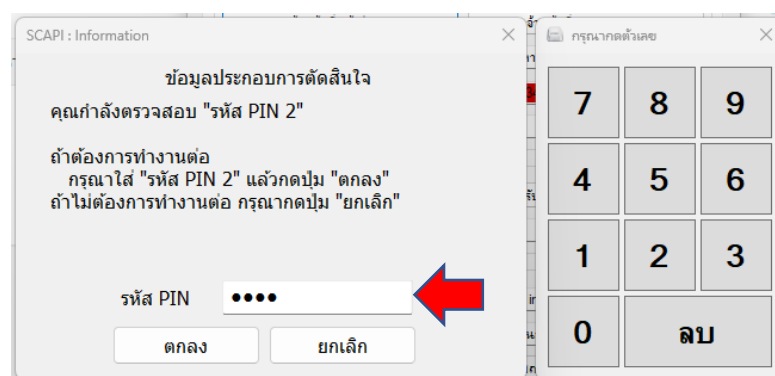 SCAPI : Information
ข้อมูลประกอบการตัดสินใจ
คุณกำลังตรวจสอบ "รหัส PIN 2"
ถ้าต้องการทำงานต่อ
กรุณาใส่ "รหัส PIN 2" แล้วกดปุ่ม "ตกลง"
ถ้าไม่ต้องการทำงานต่อ กรุณากดปุ่ม "ยกเลิก"
รหัส PIN ••••
ตกลง ยกเลิก
กรุณากดตัวเลข
7 8 9
4 5 6
1 2 3
0 ลบ